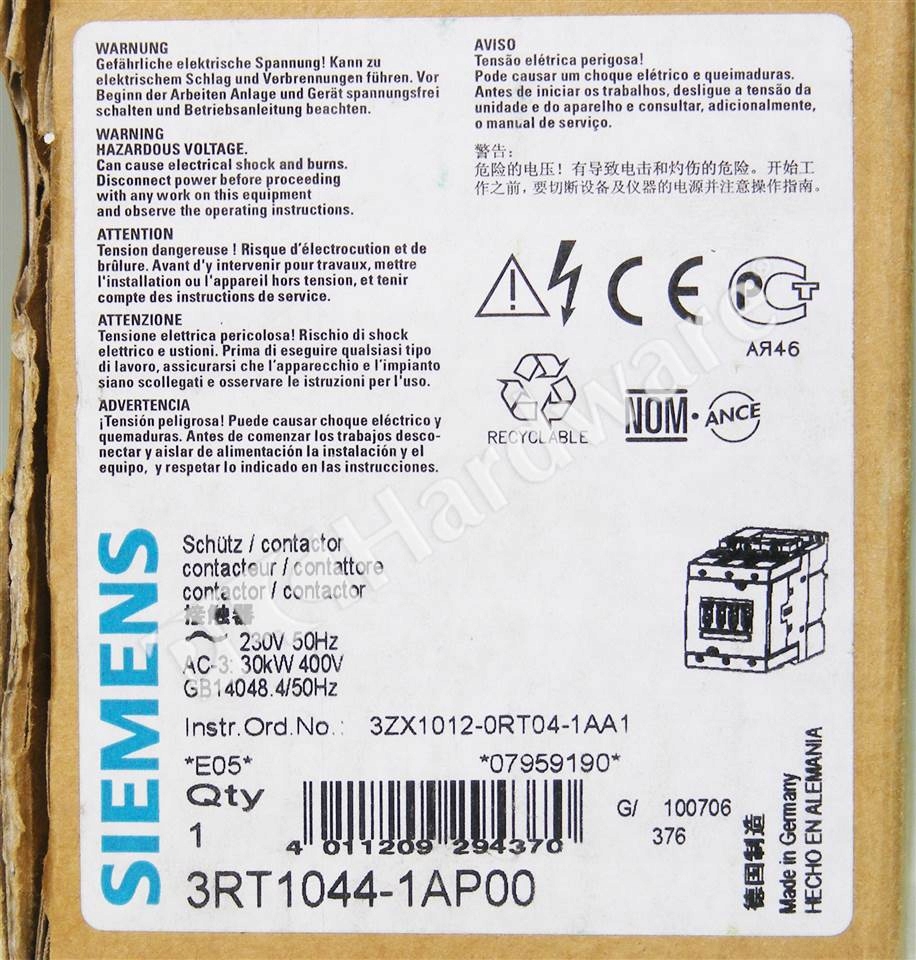 WARNUNG
Gefährliche elektrische Spannung! Kann zu
elektrischem Schlag und Verbrennungen führen. Vor
Beginn der Arbeiten Anlage und Gerät spannungsfrei
schalten und Betriebsanleitung beachten.
WARNING
HAZARDOUS VOLTAGE.
Can cause electrical shock and burns.
Disconnect power before proceeding
with any work on this equipment
and observe the operating instructions.
ATTENTION
Tension dangereuse ! Risque d'électrocution et de
brûlure. Avant d'y intervenir pour travaux, mettre
l'installation ou l'appareil hors tension, et tenir
compte des instructions de service.
ATTENZIONE
Tensione elettrica pericolosa! Rischio di shock
elettrico e ustioni. Prima di eseguire qualsiasi tipo
di lavoro, assicurarsi che l'apparecchio e l'impianto
siano scollegati e osservare le istruzioni per l'uso.
ADVERTENCIA
¡Tensión peligrosa! Puede causar choque eléctrico y
quemaduras. Antes de comenzar los trabajos desco-
nectar y aislar de alimentación la instalación y el
equipo, y respetar lo indicado en las instrucciones.
AVISO
Tensão elétrica perigosa!
Pode causar um choque elétrico e queimaduras.
Antes de iniciar os trabalhos, desligue a tensão da
unidade e do aparelho e consultar, adicionalmente,
o manual de serviço.
警告:
危险的电压！有导致电击和灼伤的危险。开始工
作之前，要切断设备及仪器的电源并注意操作指南。
CE
PCT
АЯ46
RECYCLABLE
NOM·ANCE
SIEMENS
Schütz / contactor
contacteur / contattore
contactor / contactor
接触器
230V 50Hz
AC-3: 30kW 400V
GB14048.4/50Hz
Instr.Ord.No.: 3ZX1012-0RT04-1AA1
*E05* *07959190*
Qty
1
4 011209 294370
G/ 100706
376
3RT1044-1AP00
德国制造
Made in Germany
HECHO EN ALEMANIA
PLC Hardware®